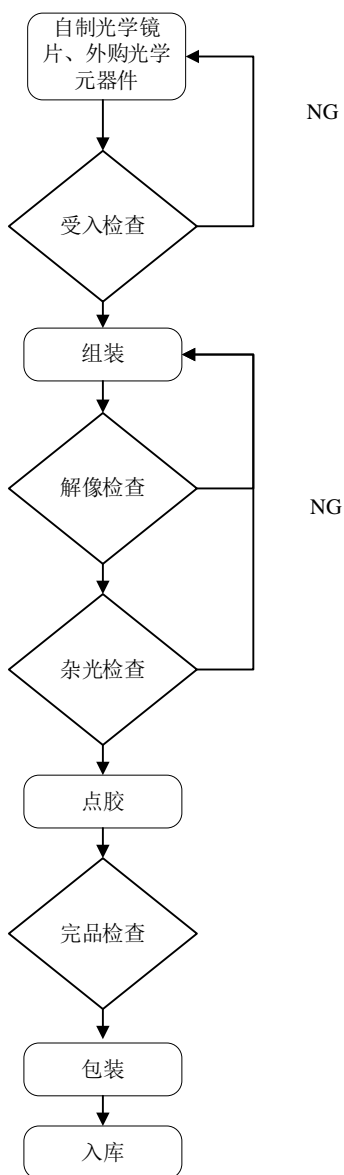 自制光学镜
片、外购光学
元器件
NG
受入检查
组装
解像检查
NG
杂光检查
点胶
完品检查
包装
入库